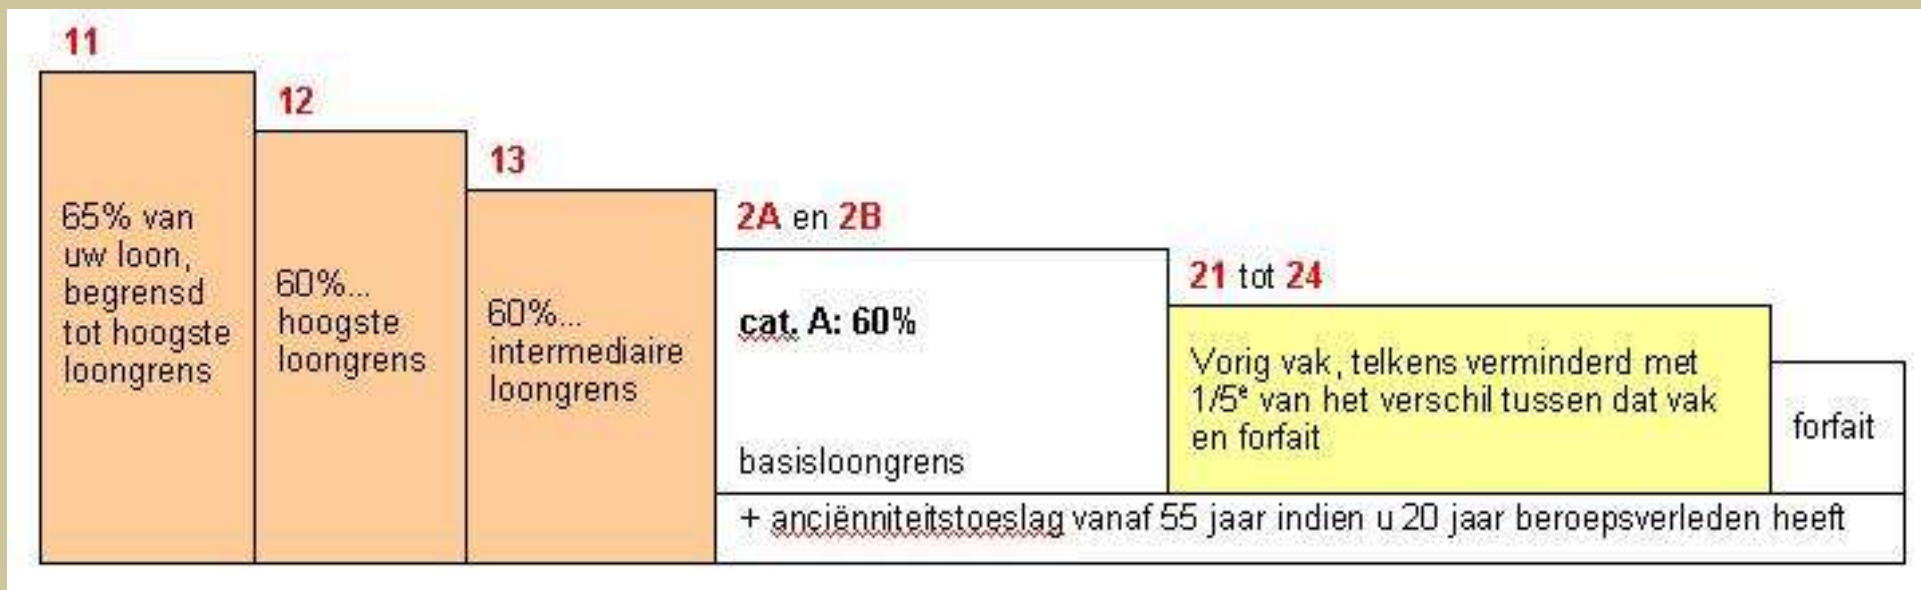 11
65% van
uw loon,
begrensd
tot hoogste
loongrens
12
60%...
hoogste
loongrens
13
60%...
intermediaire
loongrens
2A en 2B
cat. A: 60%
basisloongrens
21 tot 24
Vorig vak, telkens verminderd met
1/5ᵉ van het verschil tussen dat vak
en forfait
forfait
+ anciënniteitstoeslag vanaf 55 jaar indien u 20 jaar beroepsverleden heeft